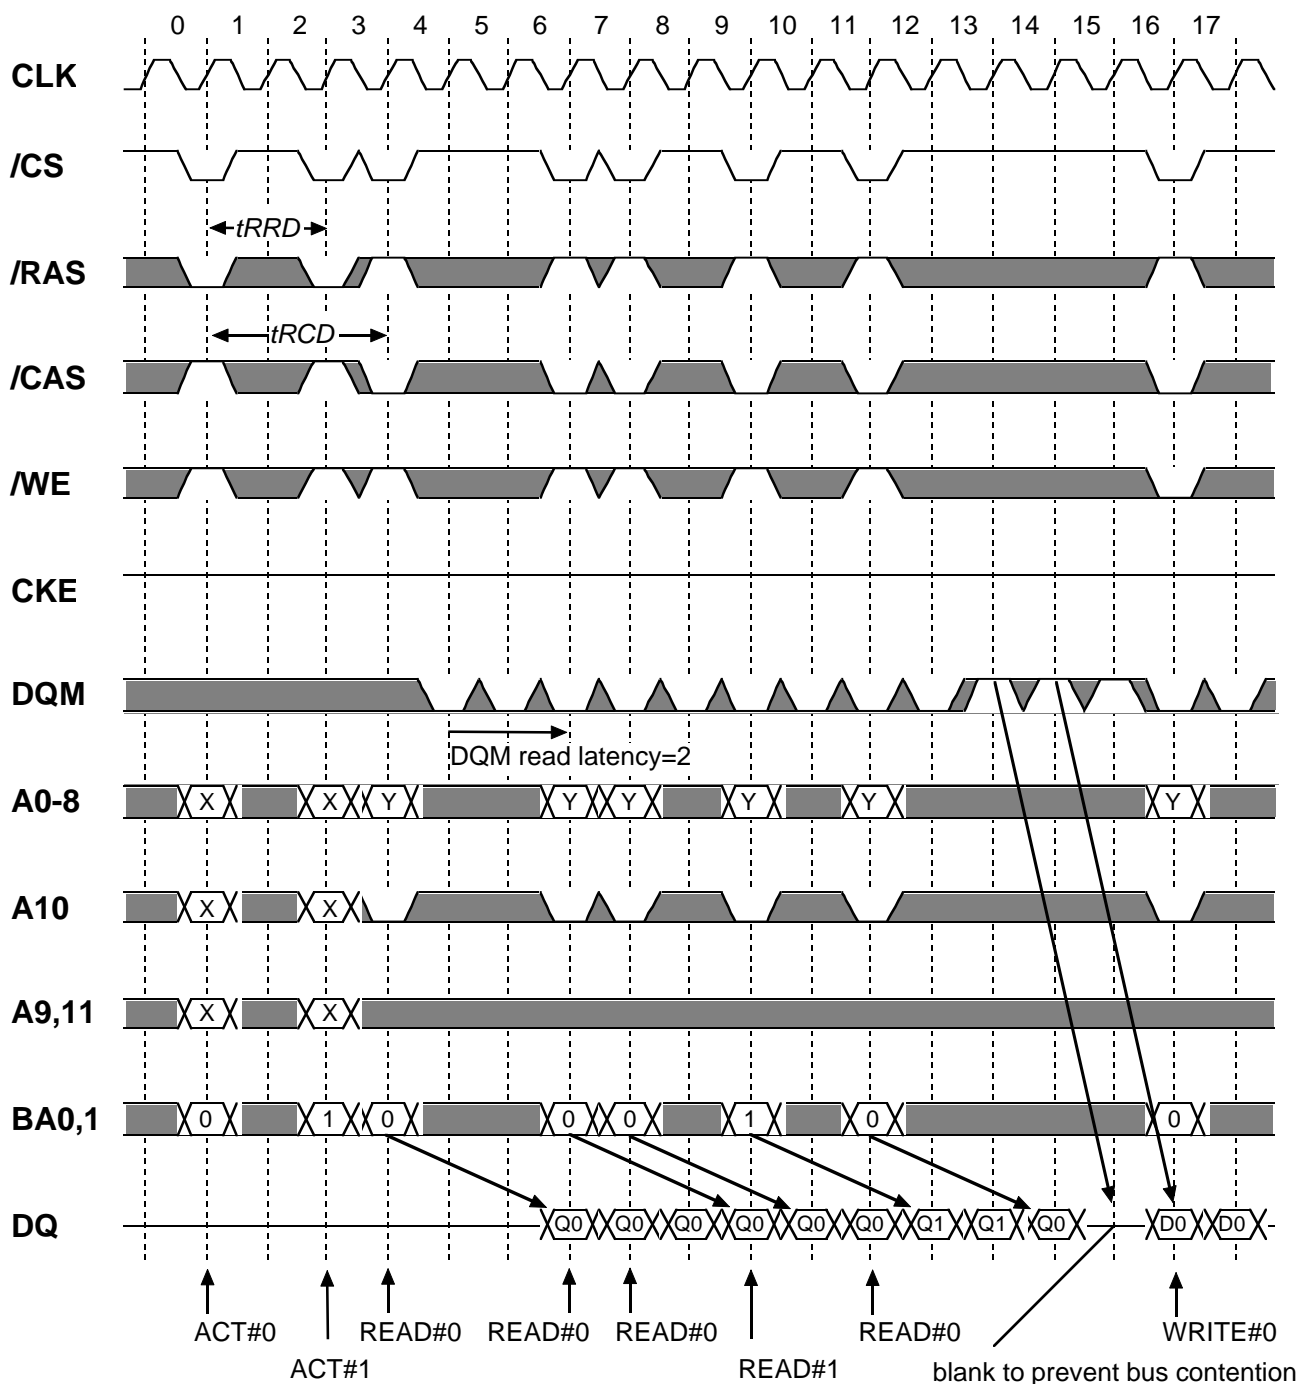 0 1 2 3 4 5 6 7 8 9 10 11 12 13 14 15 16 17
CLK
/CS
tRRD
/RAS
tRCD
/CAS
/WE
CKE
DQM
DQM read latency=2
A0-8 X X Y Y Y Y Y Y
A10 X X
A9,11 X X
BA0,1 0 1 0 0 0 1 0 0
DQ Q0 Q0 Q0 Q0 Q0 Q0 Q1 Q1 Q0 D0 D0
ACT#0 READ#0 READ#0 READ#0 READ#0 WRITE#0
ACT#1 READ#1 blank to prevent bus contention